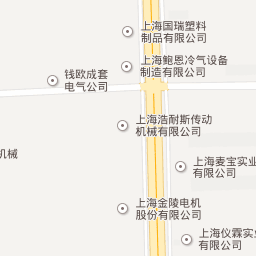 上海国瑞塑料
制品有限公司
上海鲍恩冷气设备
制造有限公司
钱欧成套
电气公司
上海浩耐斯传动
机械有限公司
机械
上海麦宝实业
有限公司
上海金陵电机
股份有限公司
上海仪霖实业
有限公司